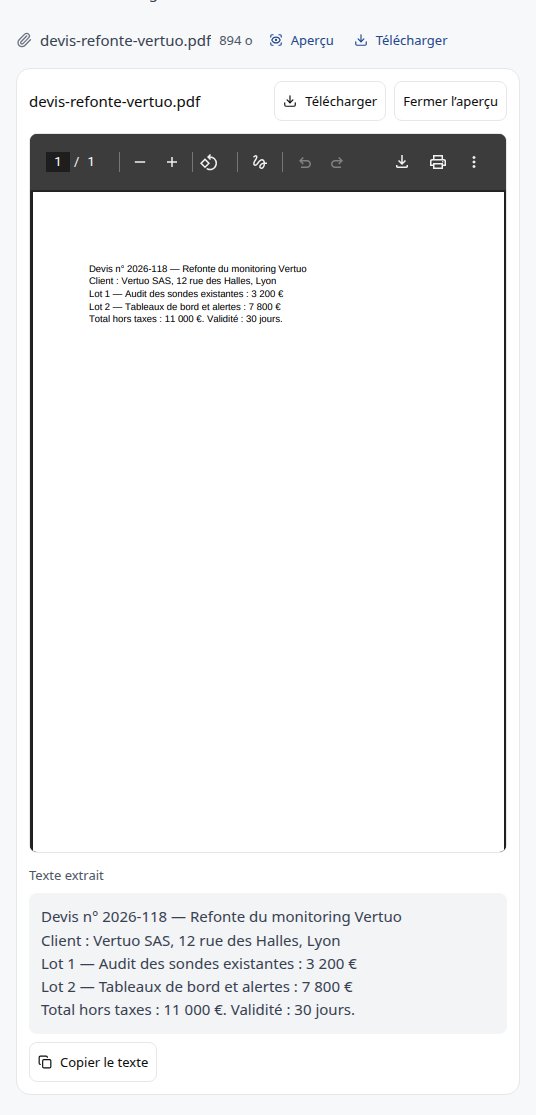 devis-refonte-vertuo.pdf 894 o Aperçu Télécharger
devis-refonte-vertuo.pdf Télécharger Fermer l’aperçu
1 / 1
Devis n° 2026-118 — Refonte du monitoring Vertuo
Client : Vertuo SAS, 12 rue des Halles, Lyon
Lot 1 — Audit des sondes existantes : 3 200 €
Lot 2 — Tableaux de bord et alertes : 7 800 €
Total hors taxes : 11 000 €. Validité : 30 jours.
Texte extrait
Devis n° 2026-118 — Refonte du monitoring Vertuo
Client : Vertuo SAS, 12 rue des Halles, Lyon
Lot 1 — Audit des sondes existantes : 3 200 €
Lot 2 — Tableaux de bord et alertes : 7 800 €
Total hors taxes : 11 000 €. Validité : 30 jours.
Copier le texte